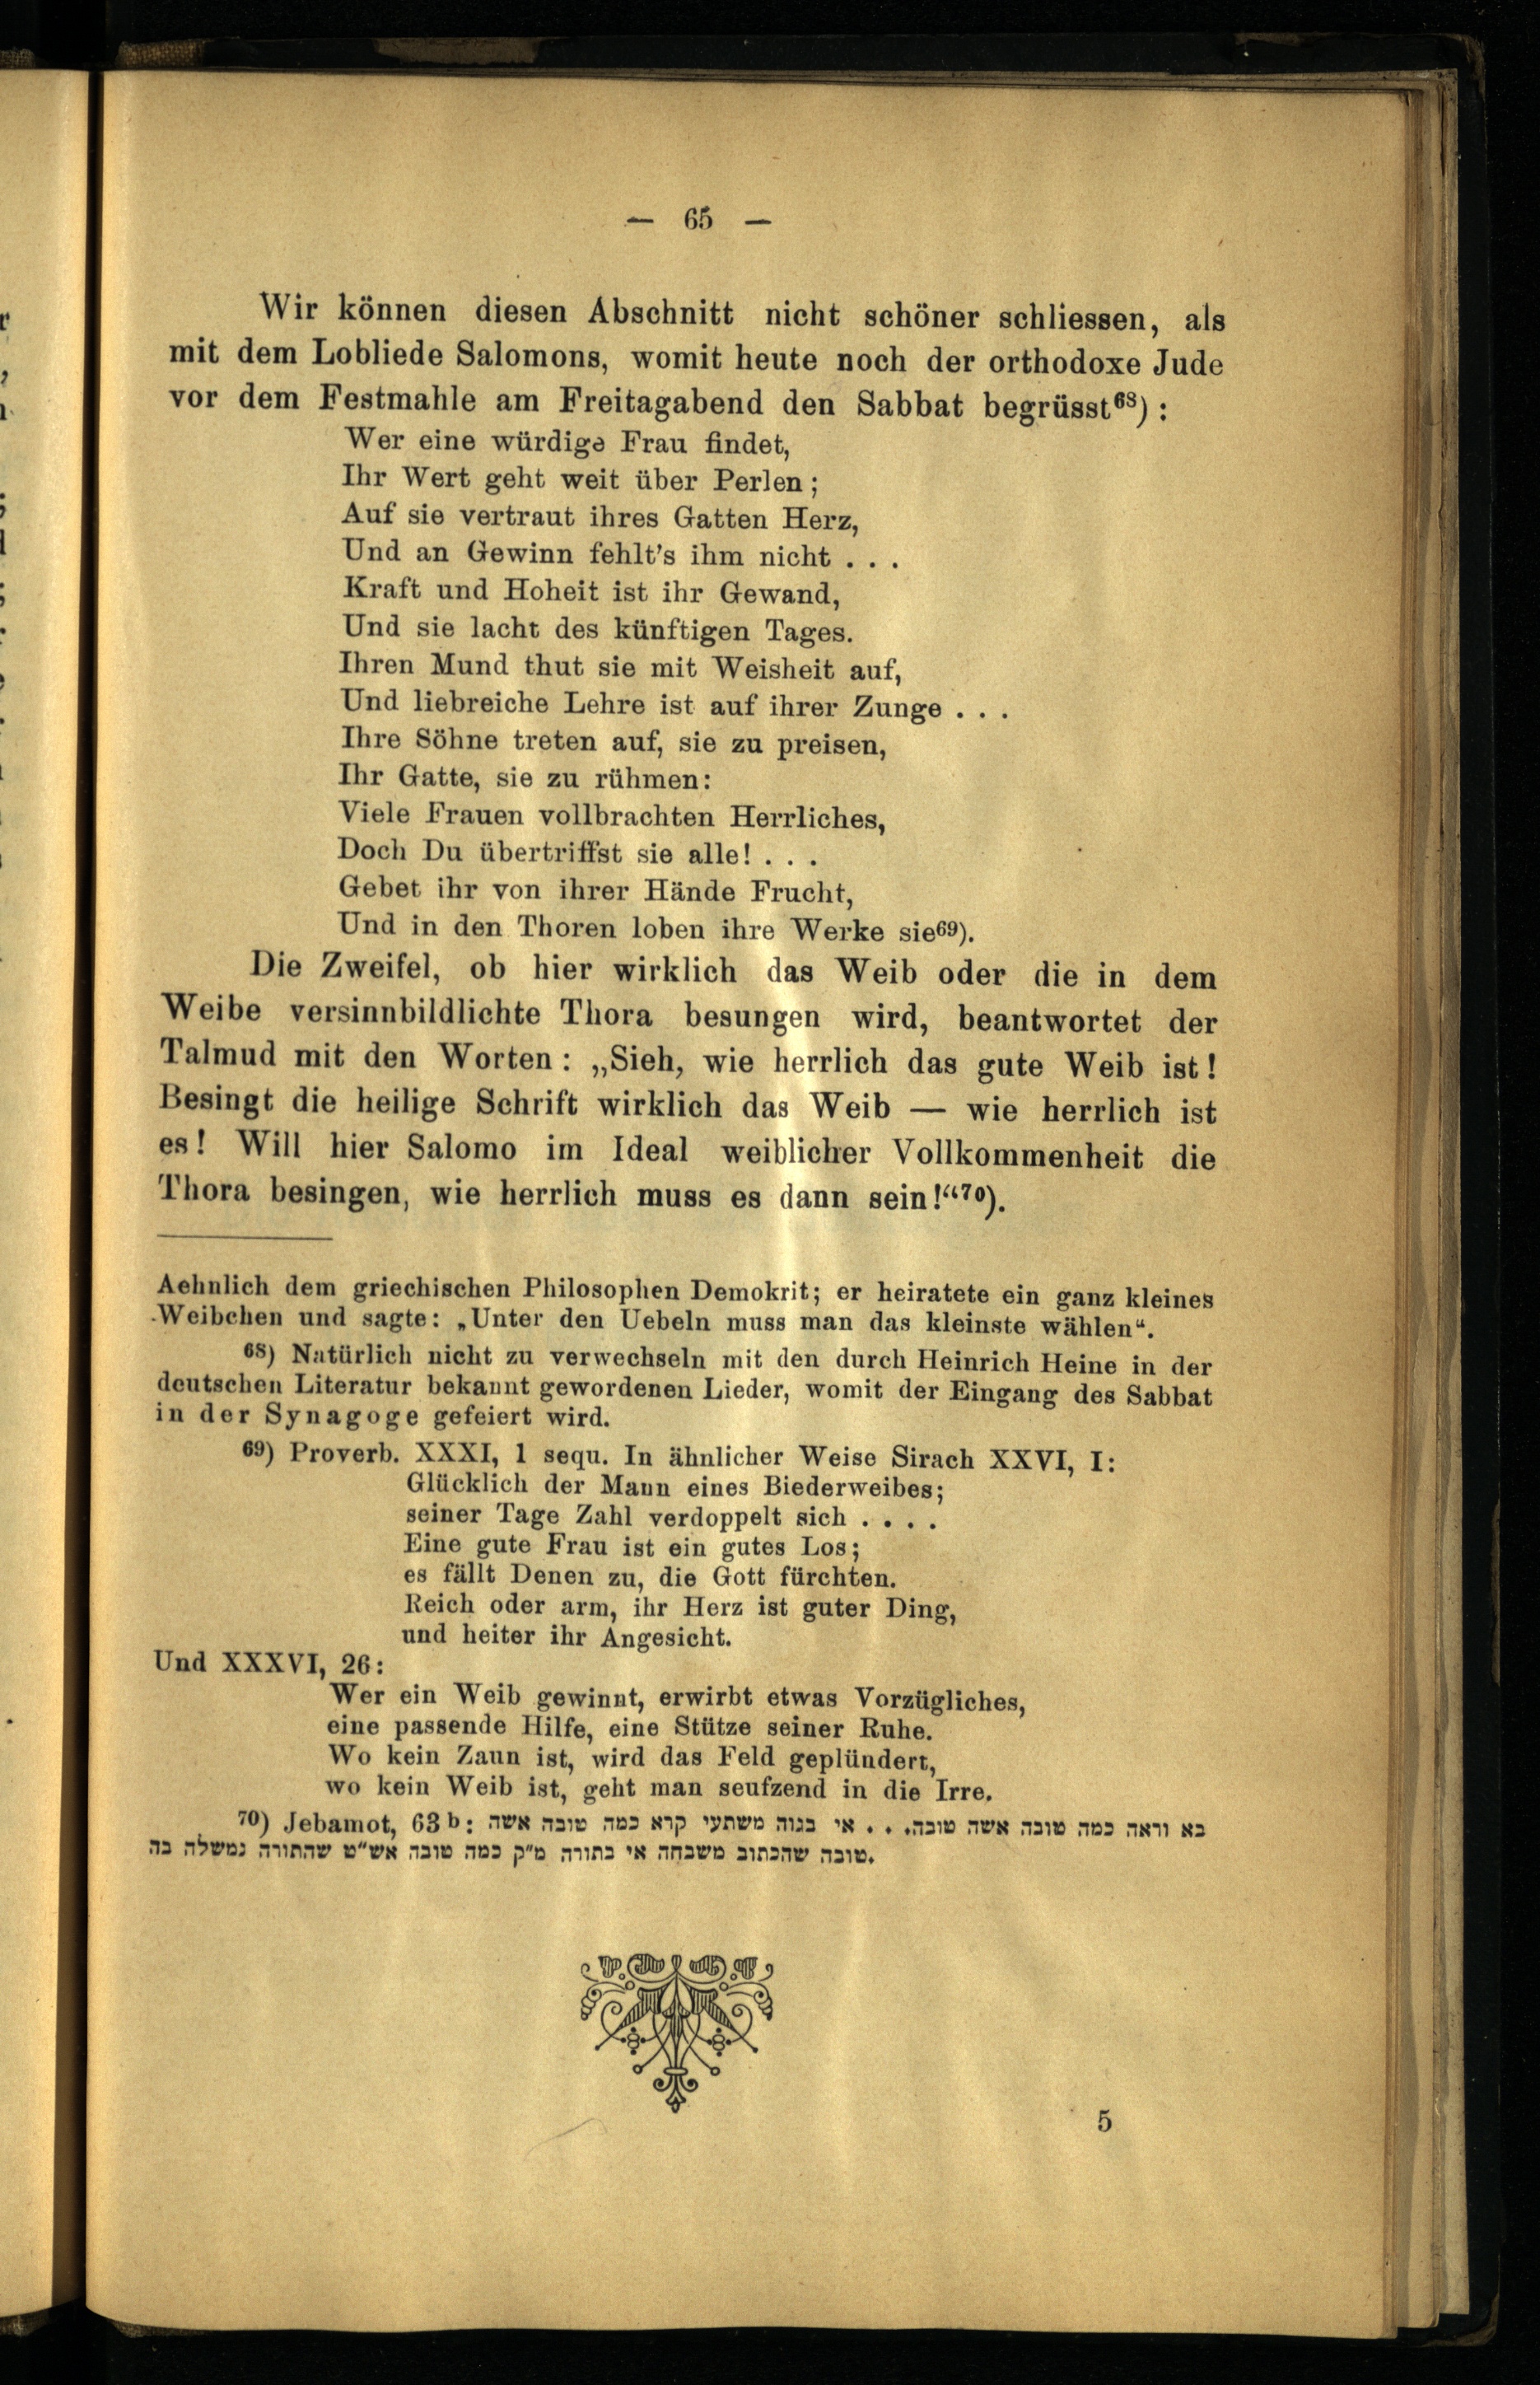 — 65 —
Wir können diesen Abschnitt nicht schöner schliessen, als
mit dem Lobliede Salomons, womit heute noch der orthodoxe Jude
vor dem Festmahle am Freitagabend den Sabbat begrüsst⁶⁸) :
Wer eine würdige Frau findet,
Ihr Wert geht weit über Perlen ;
Auf sie vertraut ihres Gatten Herz,
Und an Gewinn fehlt's ihm nicht . . .
Kraft und Hoheit ist ihr Gewand,
Und sie lacht des künftigen Tages.
Ihren Mund thut sie mit Weisheit auf,
Und liebreiche Lehre ist auf ihrer Zunge . . .
Ihre Söhne treten auf, sie zu preisen,
Ihr Gatte, sie zu rühmen:
Viele Frauen vollbrachten Herrliches,
Doch Du übertriffst sie alle! . . .
Gebet ihr von ihrer Hände Frucht,
Und in den Thoren loben ihre Werke sie⁶⁹).
Die Zweifel, ob hier wirklich das Weib oder die in dem
Weibe versinnbildlichte Thora besungen wird, beantwortet der
Talmud mit den Worten : „Sieh, wie herrlich das gute Weib ist !
Besingt die heilige Schrift wirklich das Weib — wie herrlich ist
es! Will hier Salomo im Ideal weiblicher Vollkommenheit die
Thora besingen, wie herrlich muss es dann sein!“⁷⁰).
Aehnlich dem griechischen Philosophen Demokrit; er heiratete ein ganz kleines
Weibchen und sagte: „Unter den Uebeln muss man das kleinste wählen“.
⁶⁸) Natürlich nicht zu verwechseln mit den durch Heinrich Heine in der
deutschen Literatur bekannt gewordenen Lieder, womit der Eingang des Sabbat
in der Synagoge gefeiert wird.
⁶⁹) Proverb. XXXI, 1 sequ. In ähnlicher Weise Sirach XXVI, I:
Glücklich der Mann eines Biederweibes;
seiner Tage Zahl verdoppelt sich . . . .
Eine gute Frau ist ein gutes Los;
es fällt Denen zu, die Gott fürchten.
Reich oder arm, ihr Herz ist guter Ding,
und heiter ihr Angesicht.
Und XXXVI, 26:
Wer ein Weib gewinnt, erwirbt etwas Vorzügliches,
eine passende Hilfe, eine Stütze seiner Ruhe.
Wo kein Zaun ist, wird das Feld geplündert,
wo kein Weib ist, geht man seufzend in die Irre.
⁷⁰) Jebamot, 63 b: בא וראה כמה טובה אשה טובה. . . אי בגוה משתעי קרא כמה טובה אשה
טובה שהכתוב משבחה אי בתורה מ״ק כמה טובה אש״ט שהתורה נמשלה בה.
5